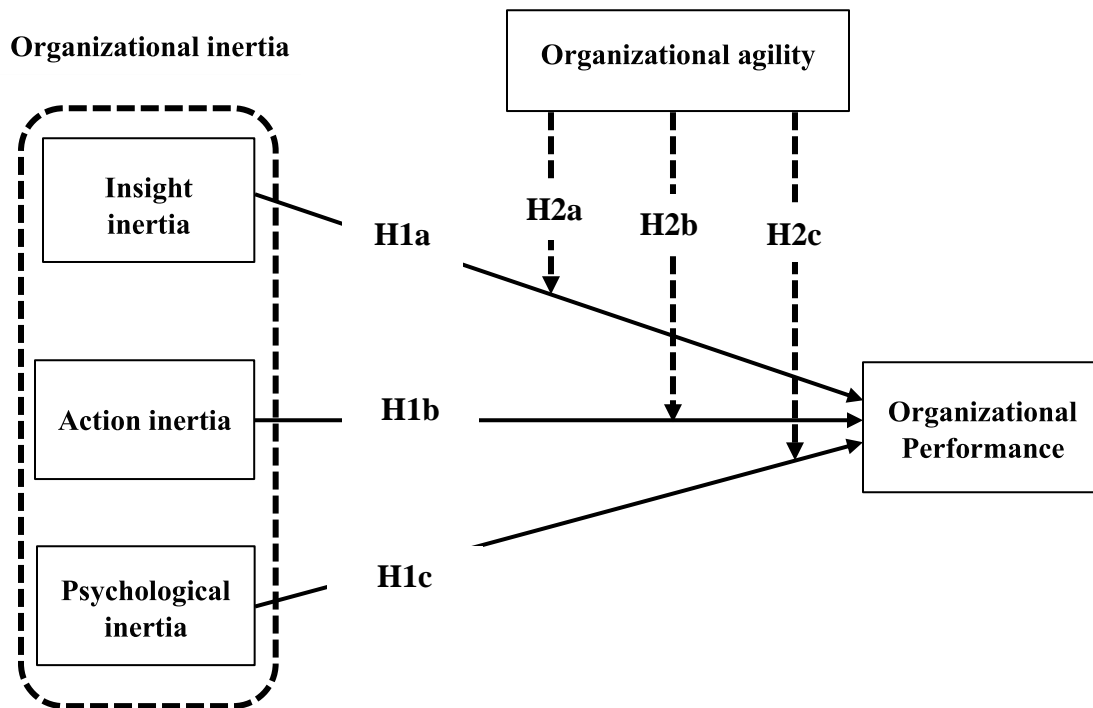 Organizational inertia
Organizational agility
Insight
inertia
H1a
H2a
H2b
H2c
Action inertia
H1b
Organizational
Performance
Psychological
inertia
H1c